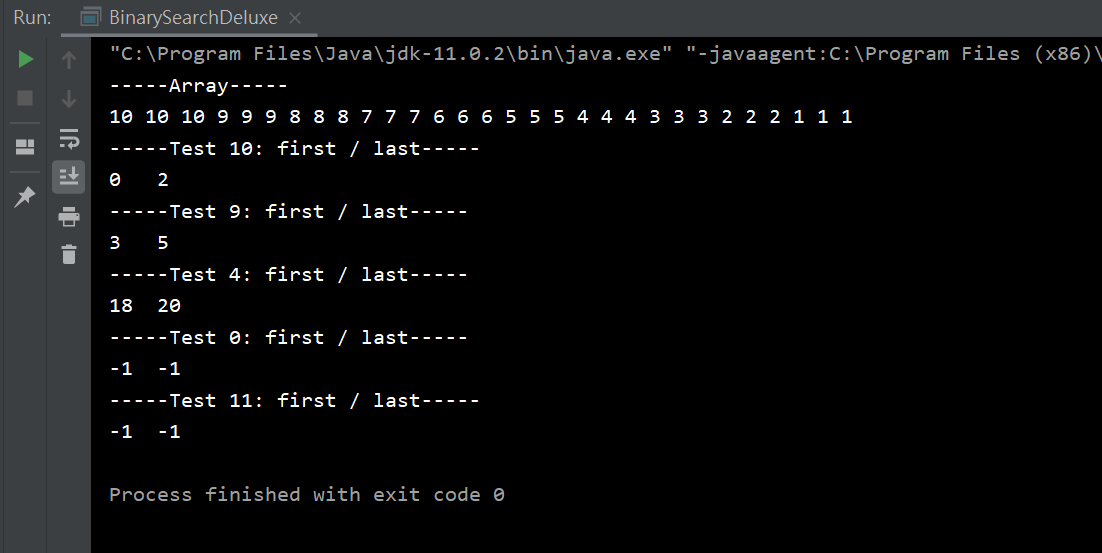 Run: BinarySearchDeluxe
"C:\Program Files\Java\jdk-11.0.2\bin\java.exe" "-javaagent:C:\Program Files (x86)\
-----Array-----
10 10 10 9 9 9 8 8 8 7 7 7 6 6 6 5 5 5 4 4 4 3 3 3 2 2 2 1 1 1
-----Test 10: first / last-----
0   2
-----Test 9: first / last-----
3   5
-----Test 4: first / last-----
18  20
-----Test 0: first / last-----
-1  -1
-----Test 11: first / last-----
-1  -1
Process finished with exit code 0